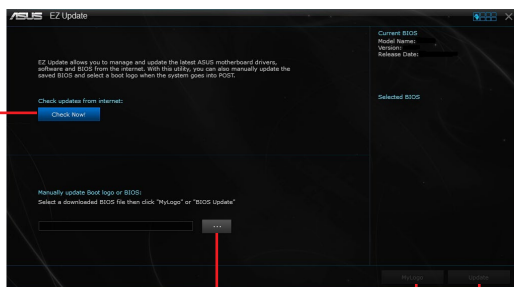 ASUS EZ Update
Current BIOS
Model Name:
Version:
Release Date:
EZ Update allows you to manage and update the latest ASUS motherboard drivers,
software and BIOS from the internet. With this utility, you can also manually update the
saved BIOS and select a boot logo when the system goes into POST.
Check updates from internet:
Selected BIOS
Check Now!
Manually update Boot logo or BIOS:
Select a downloaded BIOS file then click "MyLogo" or "BIOS Update"
...
MyLogo
Update